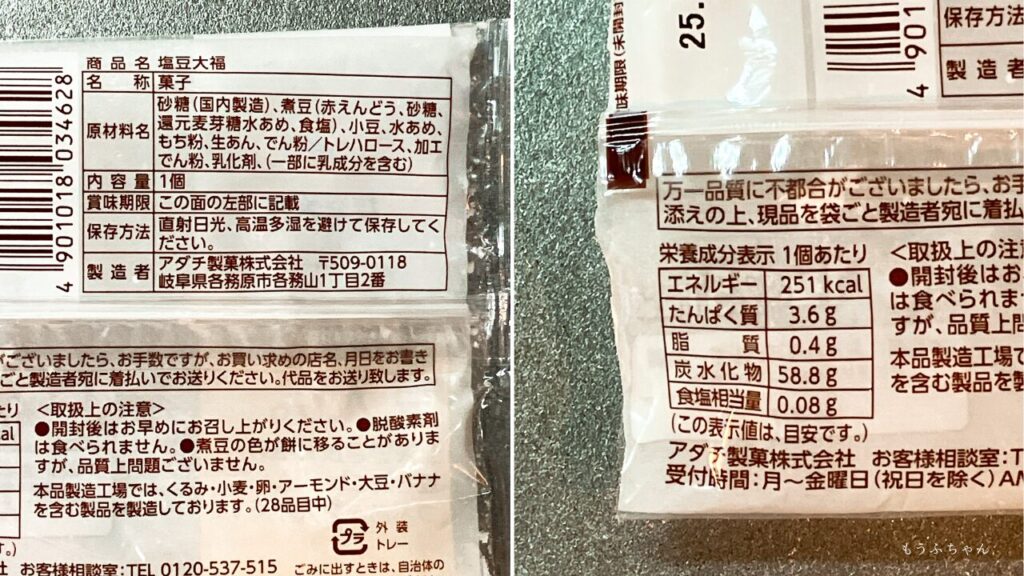 商品名 塩豆大福
名称 菓子
原材料名 砂糖(国内製造)、煮豆(赤えんどう、砂糖、
還元麦芽糖水あめ、食塩)、小豆、水あめ、
もち粉、生あん、でん粉/トレハロース、加工
でん粉、乳化剤、(一部に乳成分を含む)
内容量 1個
賞味期限 この面の左部に記載
保存方法 直射日光、高温多湿を避けて保存してく
ださい。
製造者 アダチ製菓株式会社 〒509-0118
岐阜県各務原市各務山1丁目2番
4 901018 034628
がございましたら、お手数ですが、お買い求めの店名、月日をお書き
ごと製造者宛に着払いでお送りください。代品をお送り致します。
たり
<取扱上の注意>
●開封後はお早めにお召し上がりください。●脱酸素剤
は食べられません。●煮豆の色が餅に移ることがありま
すが、品質上問題ございません。
本品製造工場では、くるみ・小麦・卵・アーモンド・大豆・バナナ
を含む製品を製造しております。(28品目中)
cal
す。)
プラ
外装
トレー
社 お客様相談室:TEL 0120-537-515
ごみに出すときは、自治体の
味期限(未開封
25.
4 901
保存方法
製造者
万一品質に不都合がございましたら、お手
添えの上、現品を袋ごと製造者宛に着払
栄養成分表示 1個あたり
エネルギー 251 kcal
たんぱく質 3.6 g
脂質 0.4 g
炭水化物 58.8 g
食塩相当量 0.08 g
(この表示値は、目安です。)
<取扱上の注意
●開封後はお
は食べられませ
すが、品質上問
本品製造工場で
を含む製品を製
アダチ製菓株式会社 お客様相談室:T
受付時間:月~金曜日(祝日を除く)AM
もうふちゃん.